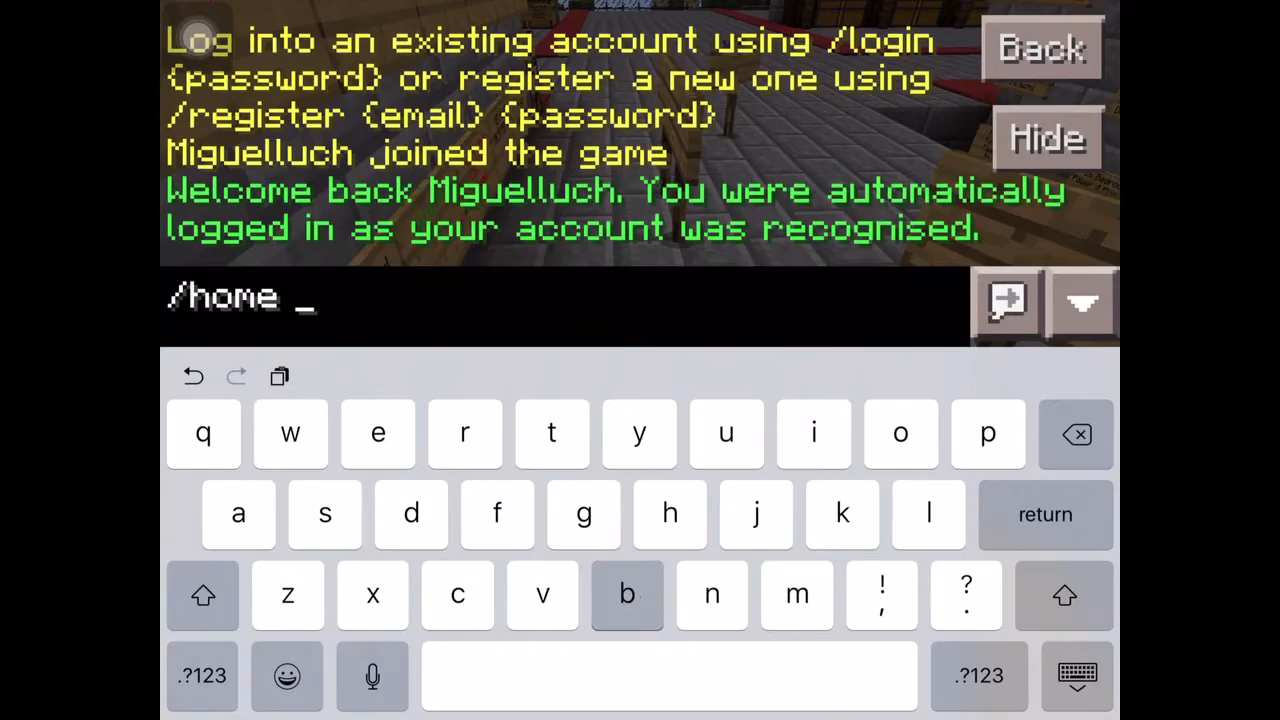 Log into an existing account using /login
{password} or register a new one using
/register {email} {password}
Miguelluch joined the game
Welcome back Miguelluch. You were automatically
logged in as your account was recognised.
Back
Hide
/home _
q w e r t y u i o p
a s d f g h j k l return
z x c v b n m ! , ? .
.?123 .?123